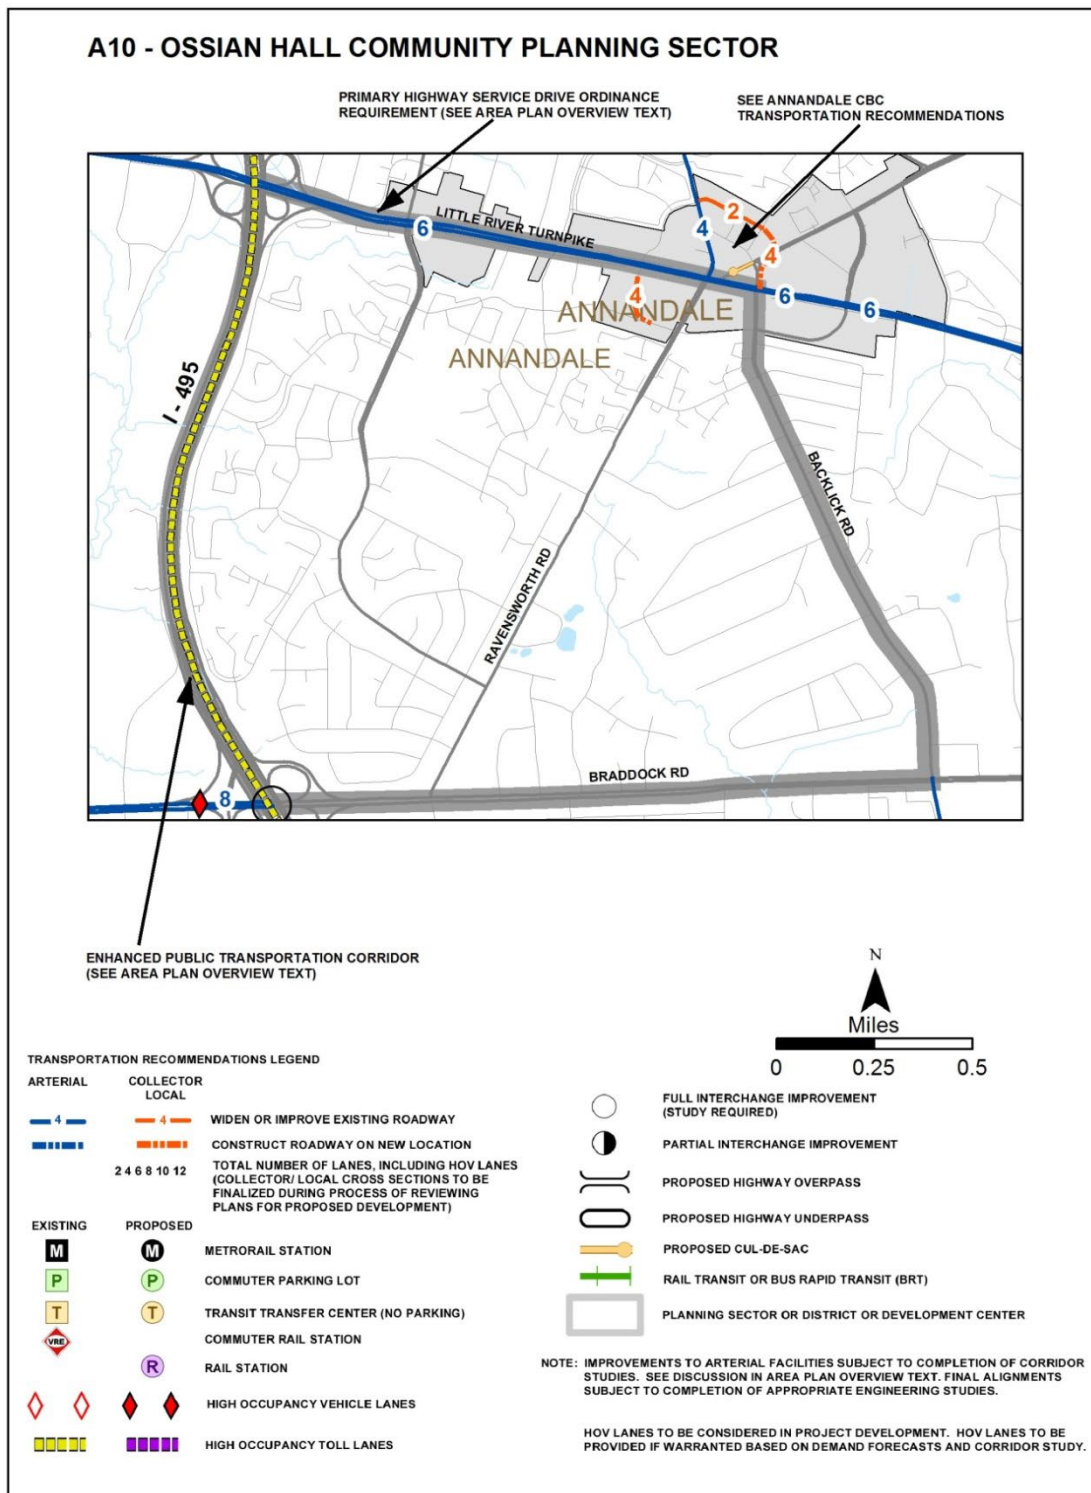 A10 - OSSIAN HALL COMMUNITY PLANNING SECTOR
PRIMARY HIGHWAY SERVICE DRIVE ORDINANCE
REQUIREMENT (SEE AREA PLAN OVERVIEW TEXT)
SEE ANNANDALE CBC
TRANSPORTATION RECOMMENDATIONS
LITTLE RIVER TURNPIKE
6
4
2
4
6
6
4
ANNANDALE
ANNANDALE
I - 495
BACKLICK RD
RAVENSWORTH RD
BRADDOCK RD
8
ENHANCED PUBLIC TRANSPORTATION CORRIDOR
(SEE AREA PLAN OVERVIEW TEXT)
N
Miles
0 0.25 0.5
TRANSPORTATION RECOMMENDATIONS LEGEND
ARTERIAL COLLECTOR
LOCAL
4 4 WIDEN OR IMPROVE EXISTING ROADWAY
CONSTRUCT ROADWAY ON NEW LOCATION
2 4 6 8 10 12 TOTAL NUMBER OF LANES, INCLUDING HOV LANES
(COLLECTOR/ LOCAL CROSS SECTIONS TO BE
FINALIZED DURING PROCESS OF REVIEWING
PLANS FOR PROPOSED DEVELOPMENT)
EXISTING PROPOSED
M M METRORAIL STATION
P P COMMUTER PARKING LOT
T T TRANSIT TRANSFER CENTER (NO PARKING)
VRE COMMUTER RAIL STATION
R RAIL STATION
HIGH OCCUPANCY VEHICLE LANES
HIGH OCCUPANCY TOLL LANES
FULL INTERCHANGE IMPROVEMENT
(STUDY REQUIRED)
PARTIAL INTERCHANGE IMPROVEMENT
PROPOSED HIGHWAY OVERPASS
PROPOSED HIGHWAY UNDERPASS
PROPOSED CUL-DE-SAC
RAIL TRANSIT OR BUS RAPID TRANSIT (BRT)
PLANNING SECTOR OR DISTRICT OR DEVELOPMENT CENTER
NOTE: IMPROVEMENTS TO ARTERIAL FACILITIES SUBJECT TO COMPLETION OF CORRIDOR
STUDIES. SEE DISCUSSION IN AREA PLAN OVERVIEW TEXT. FINAL ALIGNMENTS
SUBJECT TO COMPLETION OF APPROPRIATE ENGINEERING STUDIES.
HOV LANES TO BE CONSIDERED IN PROJECT DEVELOPMENT. HOV LANES TO BE
PROVIDED IF WARRANTED BASED ON DEMAND FORECASTS AND CORRIDOR STUDY.